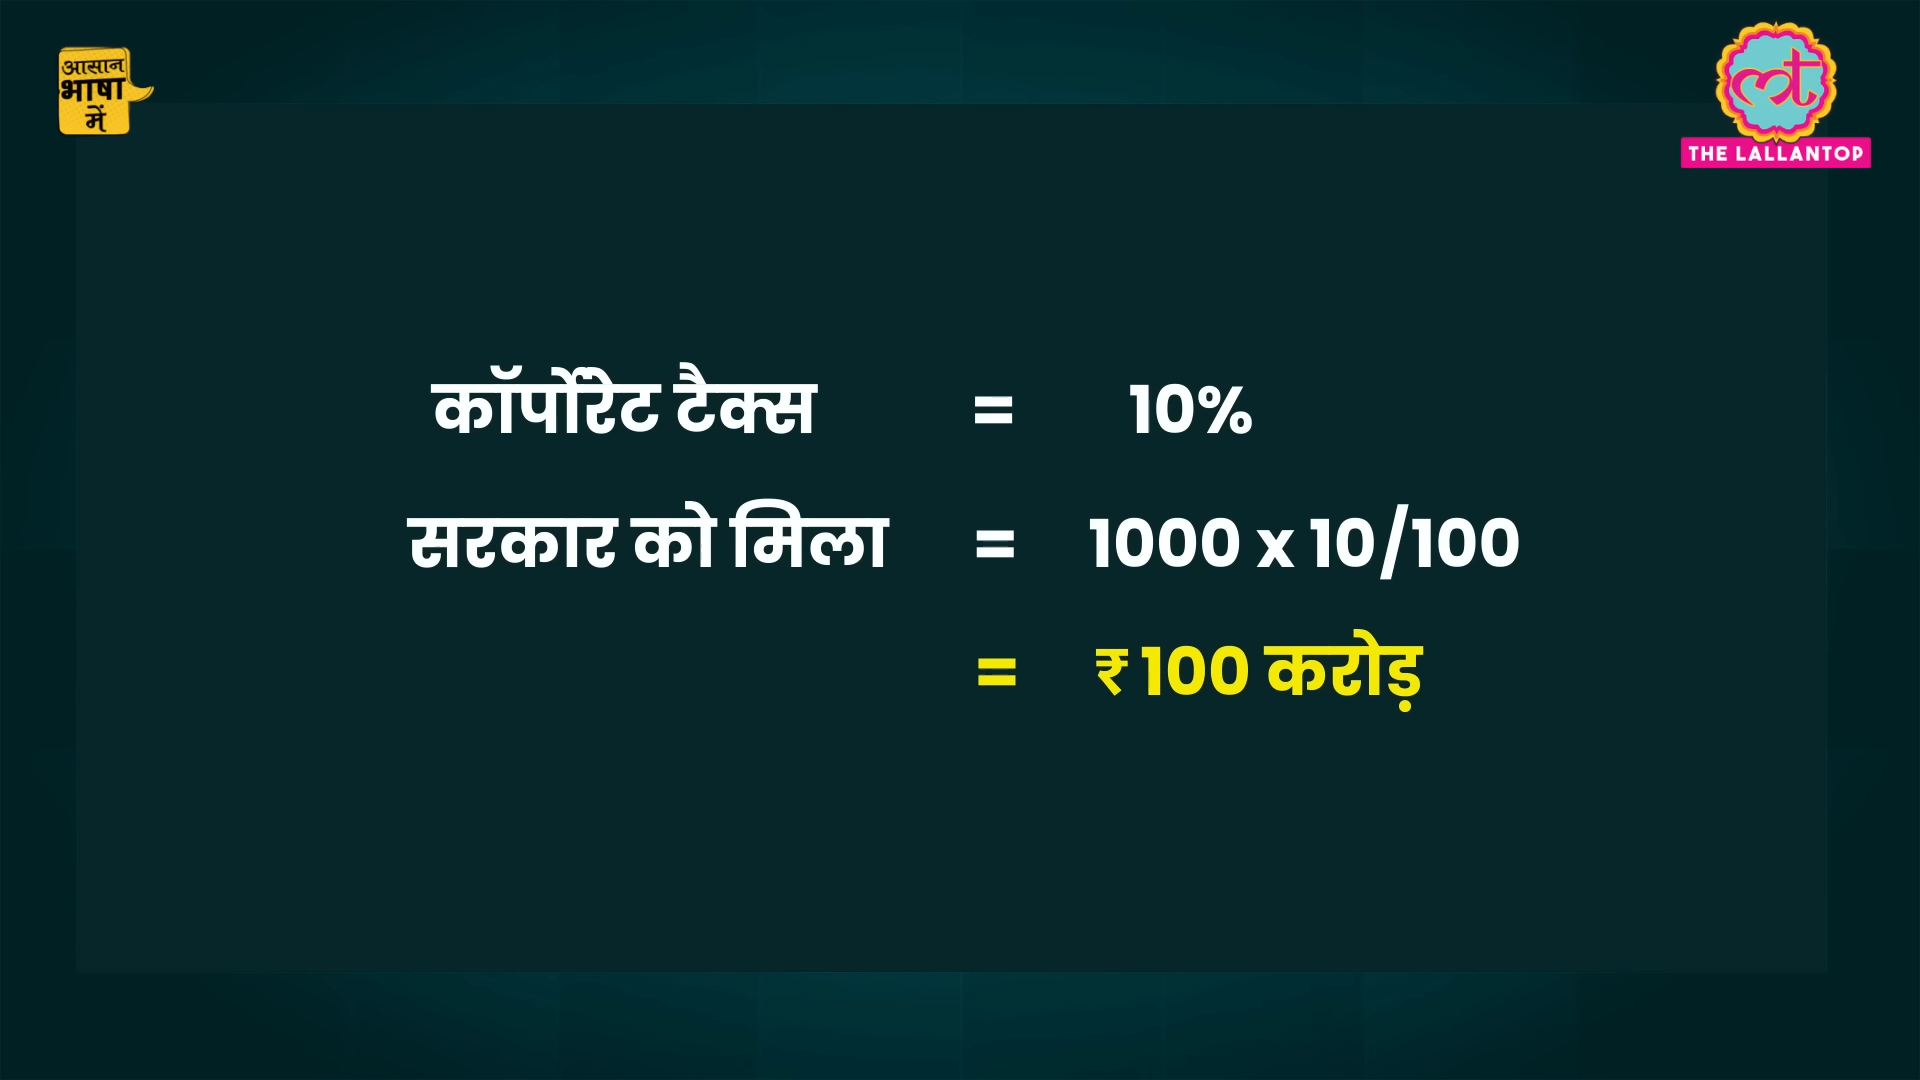 आसान
भाषा
में
THE LALLANTOP
कॉर्पोरेट टैक्स = 10%
सरकार को मिला = 1000 x 10/100
= ₹ 100 करोड़